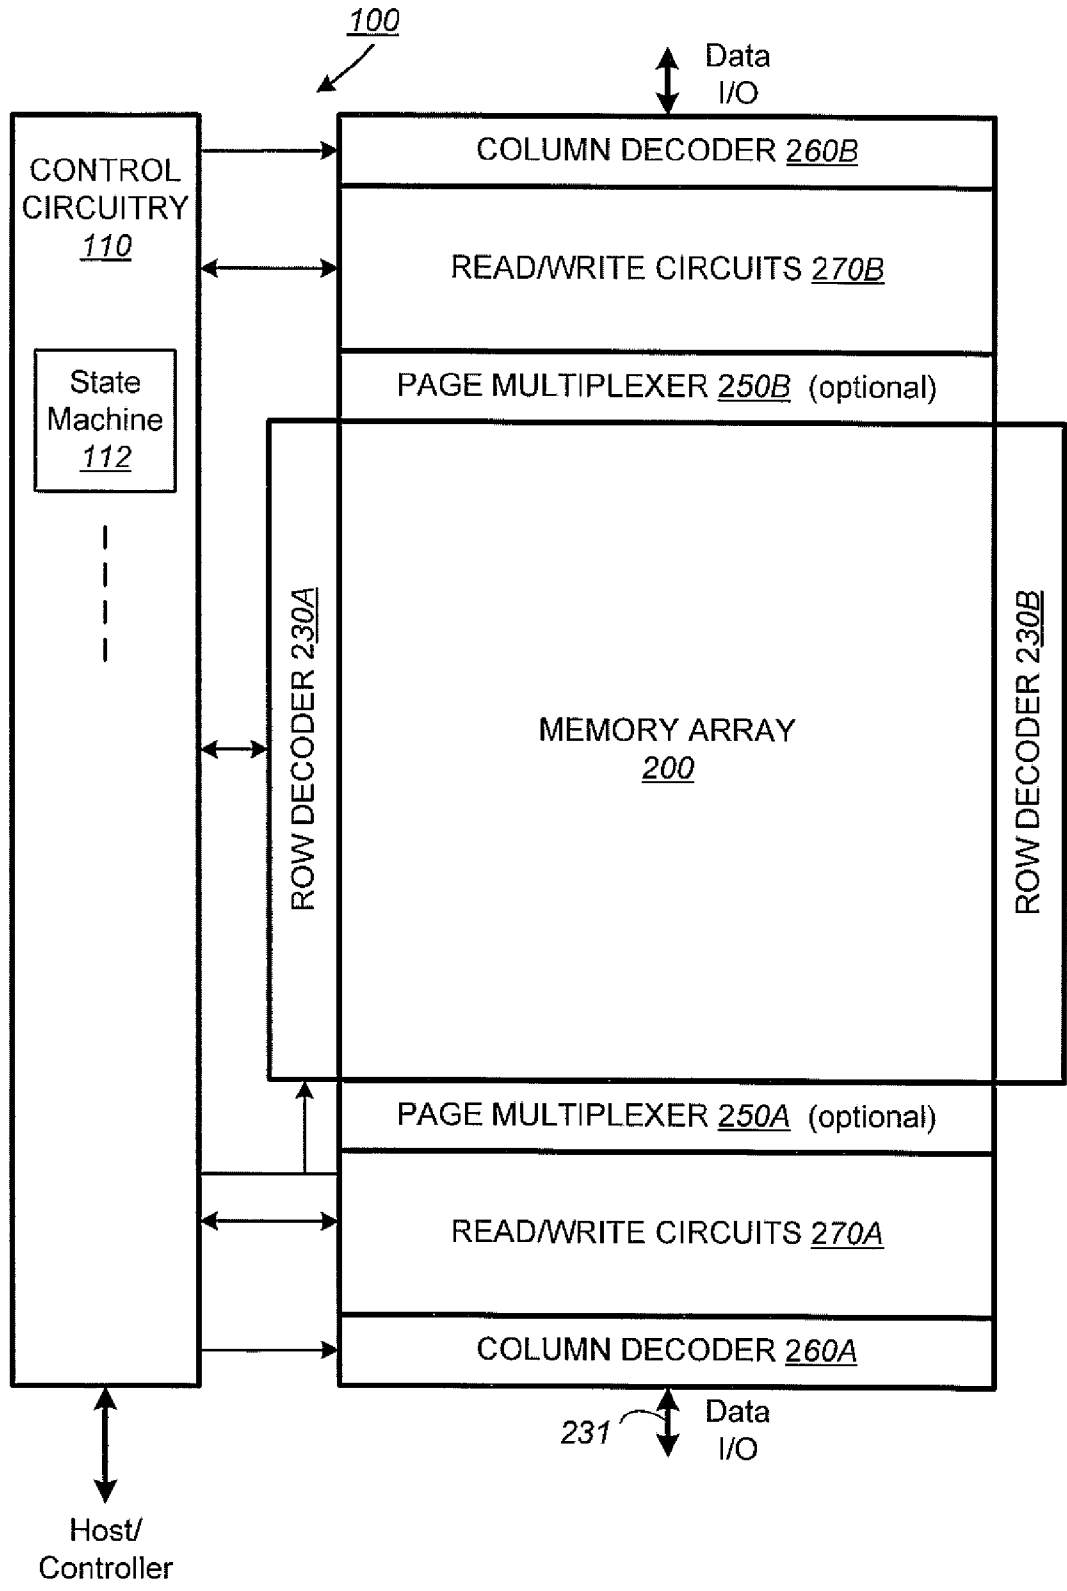 100
Data
I/O
COLUMN DECODER 260B
CONTROL
CIRCUITRY
110
READ/WRITE CIRCUITS 270B
State
Machine
112
PAGE MULTIPLEXER 250B (optional)
ROW DECODER 230A
MEMORY ARRAY
200
ROW DECODER 230B
PAGE MULTIPLEXER 250A (optional)
READ/WRITE CIRCUITS 270A
COLUMN DECODER 260A
231
Data
I/O
Host/
Controller